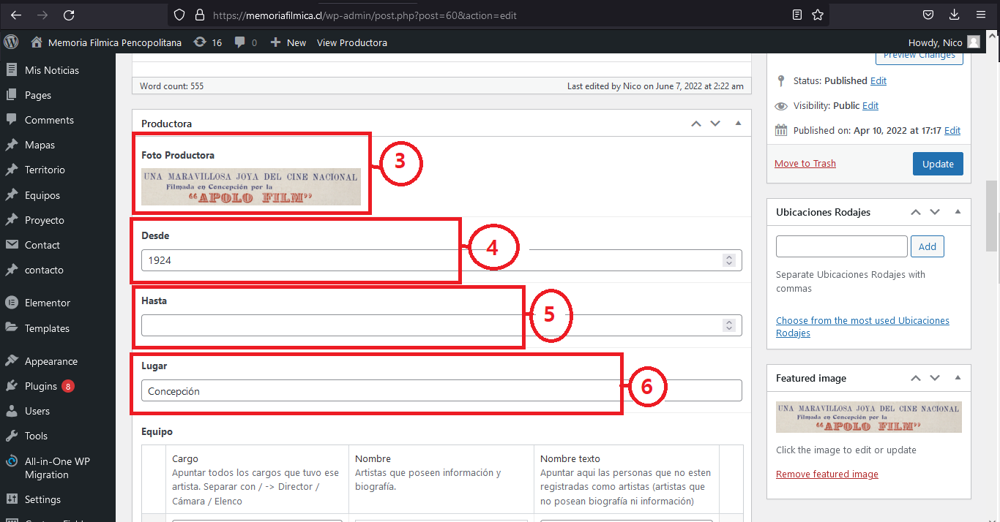 https://memoriafilmica.cl/wp-admin/post.php?post=60&action=edit
Memoria Filmica Pencopolitana
16
0
New
View Productora
Howdy, Nico
Mis Noticias
Pages
Comments
Mapas
Territorio
Equipos
Proyecto
Contact
contacto
Elementor
Templates
Appearance
Plugins 8
Users
Tools
All-in-One WP
Migration
Settings
Word count: 555
Last edited by Nico on June 7, 2022 at 2:22 am
Productora
Foto Productora
UNA MARAVILLOSA JOYA DEL CINE NACIONAL
Filmada en Concepción por la
“APOLO FILM”
3
Desde
1924
4
Hasta
5
Lugar
Concepción
6
Equipo
Cargo
Apuntar todos los cargos que tuvo ese
artista. Separar con / -> Director /
Cámara / Elenco
Nombre
Artistas que poseen información y
biografía.
Nombre texto
Apuntar aqui las personas que no esten
registradas como artistas (artistas que
no posean biografía ni información)
Preview Changes
Status: Published Edit
Visibility: Public Edit
Published on: Apr 10, 2022 at 17:17 Edit
Move to Trash
Update
Ubicaciones Rodajes
Add
Separate Ubicaciones Rodajes with
commas
Choose from the most used Ubicaciones
Rodajes
Featured image
UNA MARAVILLOSA JOYA DEL CINE NACIONAL
Filmada en Concepción por la
“APOLO FILM”
Click the image to edit or update
Remove featured image